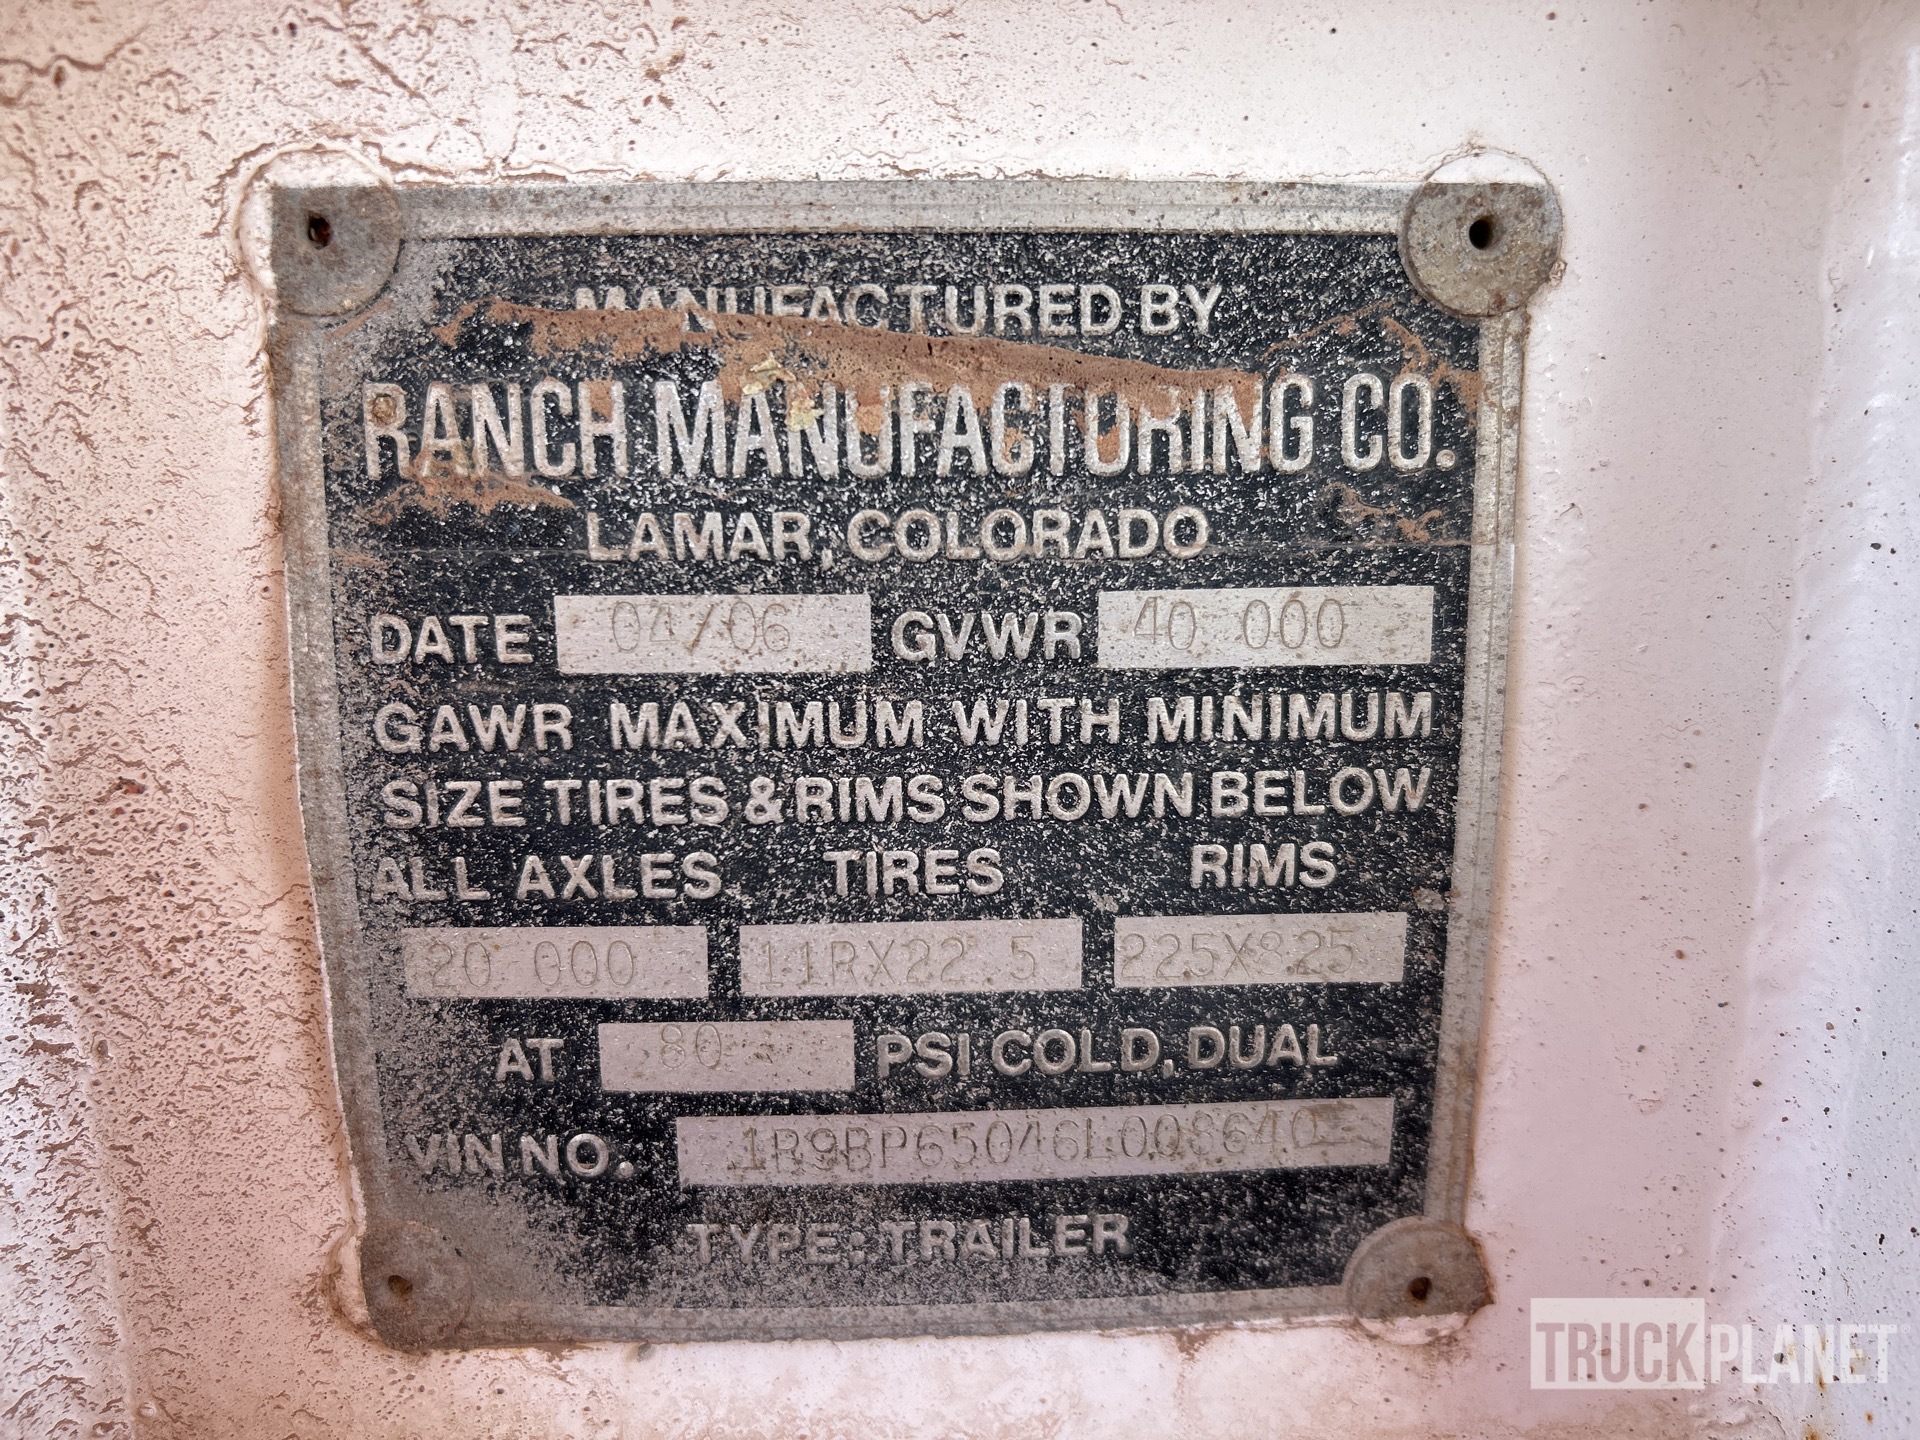 MANUFACTURED BY
RANCH MANUFACTURING CO.
LAMAR, COLORADO
DATE 04/06 GVWR 40 000
GAWR MAXIMUM WITH MINIMUM
SIZE TIRES & RIMS SHOWN BELOW
ALL AXLES TIRES RIMS
20 000 11RX22.5 225X825
AT 80 PSI COLD, DUAL
VIN NO. 1R9BP65046L008640
TYPE: TRAILER
TRUCKPLANET